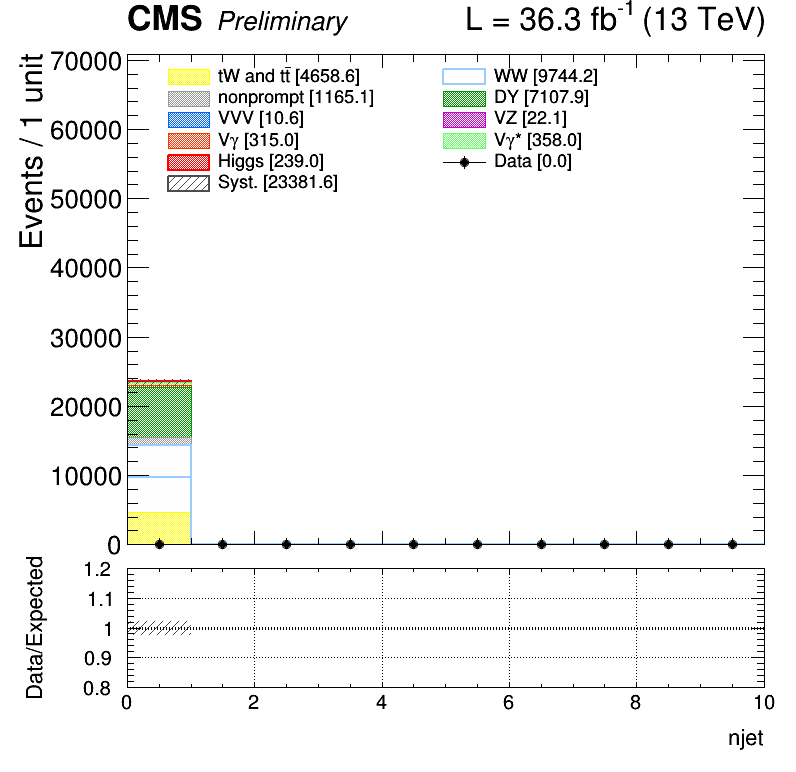 CMS Preliminary L = 36.3 fb⁻¹ (13 TeV)
Events / 1 unit
70000
60000
50000
40000
30000
20000
10000
0
tW and tt̄ [4658.6]
nonprompt [1165.1]
VVV [10.6]
Vγ [315.0]
Higgs [239.0]
Syst. [23381.6]
WW [9744.2]
DY [7107.9]
VZ [22.1]
Vγ* [358.0]
Data [0.0]
Data/Expected
1.2
1.1
1
0.9
0.8
0 2 4 6 8 10
njet